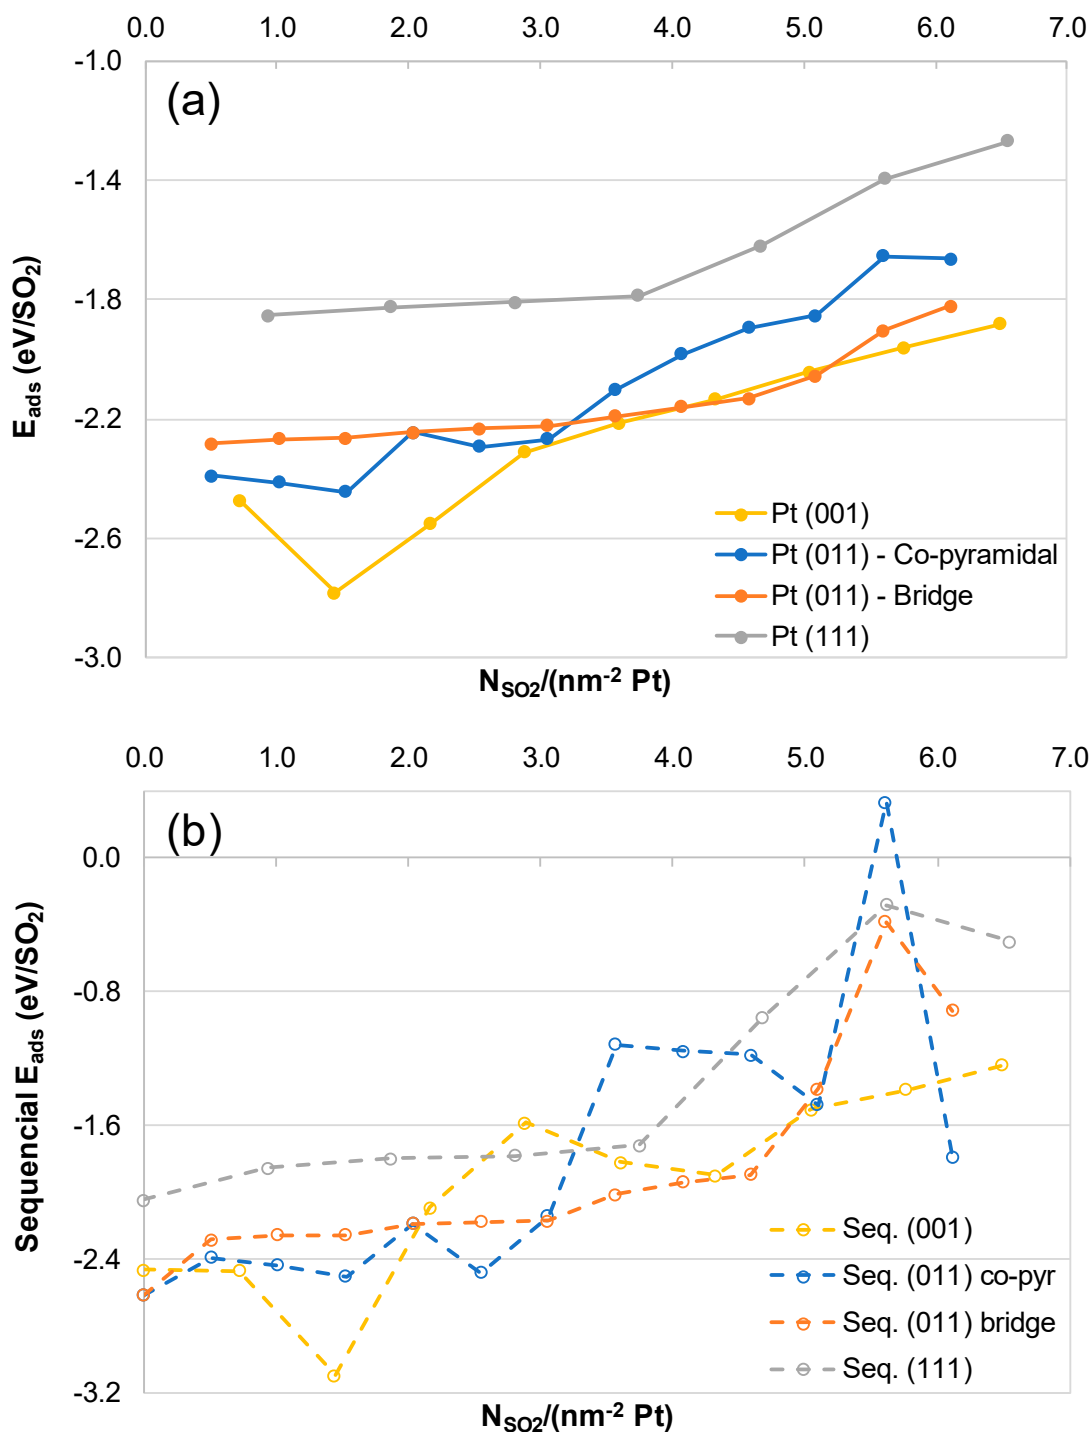 0.0 1.0 2.0 3.0 4.0 5.0 6.0 7.0
-1.0
(a)
-1.4
-1.8
-2.2
-2.6
-3.0
E_ads (eV/SO₂)
Pt (001)
Pt (011) - Co-pyramidal
Pt (011) - Bridge
Pt (111)
N_SO2/(nm⁻² Pt)
0.0 1.0 2.0 3.0 4.0 5.0 6.0 7.0
(b)
0.0
-0.8
-1.6
-2.4
-3.2
Sequencial E_ads (eV/SO₂)
Seq. (001)
Seq. (011) co-pyr
Seq. (011) bridge
Seq. (111)
N_SO2/(nm⁻² Pt)